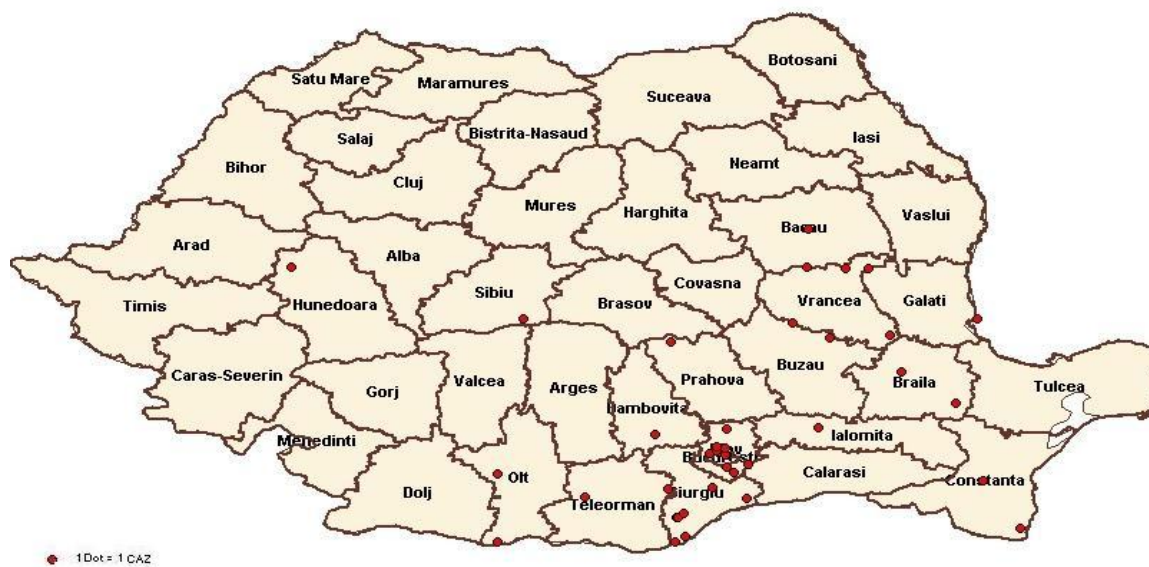 Botosani
Satu Mare
Maramures
Suceava
Bistrita-Nasaud
Salaj
Iasi
Bihor
Neamt
Cluj
Mures
Harghita
Vaslui
Bacau
Arad
Alba
Covasna
Timis
Hunedoara
Sibiu
Brasov
Vrancea
Galati
Caras-Severin
Gorj
Valcea
Arges
Prahova
Buzau
Braila
Tulcea
Dambovita
Menedinti
Ialomita
Bucuresti
Olt
Calarasi
Constanta
Dolj
Teleorman
Giurgiu
1 Dot = 1 CAZ